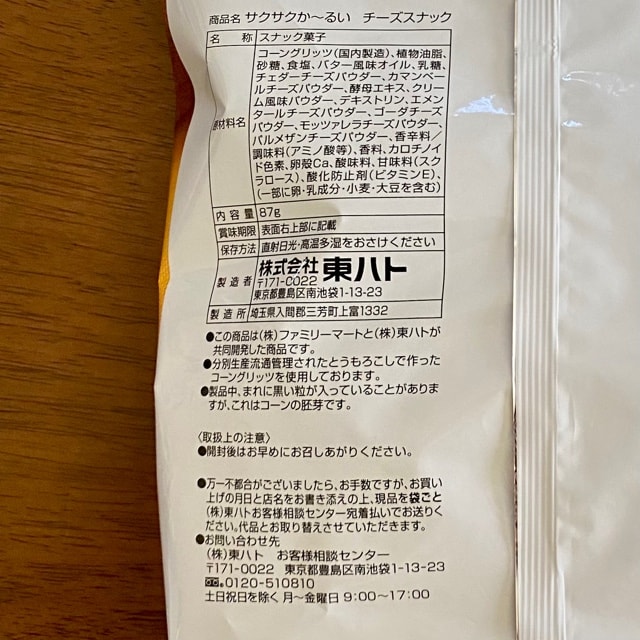 商品名 サクサクか〜るい チーズスナック
名称 スナック菓子
原材料名 コーングリッツ(国内製造)、植物油脂、
砂糖、食塩、バター風味オイル、乳糖、
チェダーチーズパウダー、カマンベー
ルチーズパウダー、酵母エキス、クリー
ム風味パウダー、デキストリン、エメン
タールチーズパウダー、ゴーダチーズ
パウダー、モッツァレラチーズパウダー、
パルメザンチーズパウダー、香辛料/
調味料(アミノ酸等)、香料、カロチノイ
ド色素、卵殻Ca、酸味料、甘味料(スク
ラロース)、酸化防止剤(ビタミンE)、
(一部に卵・乳成分・小麦・大豆を含む)
内容量 87g
賞味期限 表面右上部に記載
保存方法 直射日光・高温多湿をおさけください
製造者 株式会社 東ハト
〒171-0022
東京都豊島区南池袋1-13-23
製造所 埼玉県入間郡三芳町上富1332
●この商品は(株)ファミリーマートと(株)東ハトが
共同開発した商品です。
●分別生産流通管理されたとうもろこしで作った
コーングリッツを使用しております。
●製品中、まれに黒い粒が入っていることがありま
すが、これはコーンの胚芽です。
〈取扱上の注意〉
●開封後はお早めにお召しあがりください。
●万一不都合がございましたら、お手数ですが、お買い
上げの月日と店名をお書き添えの上、現品を袋ごと
(株)東ハトお客様相談センター宛着払いでお送りくだ
さい。代品とお取り替えさせていただきます。
●お問い合わせ先
(株)東ハト お客様相談センター
〒171-0022 東京都豊島区南池袋1-13-23
0120-510810
土日祝日を除く 月〜金曜日 9:00〜17:00